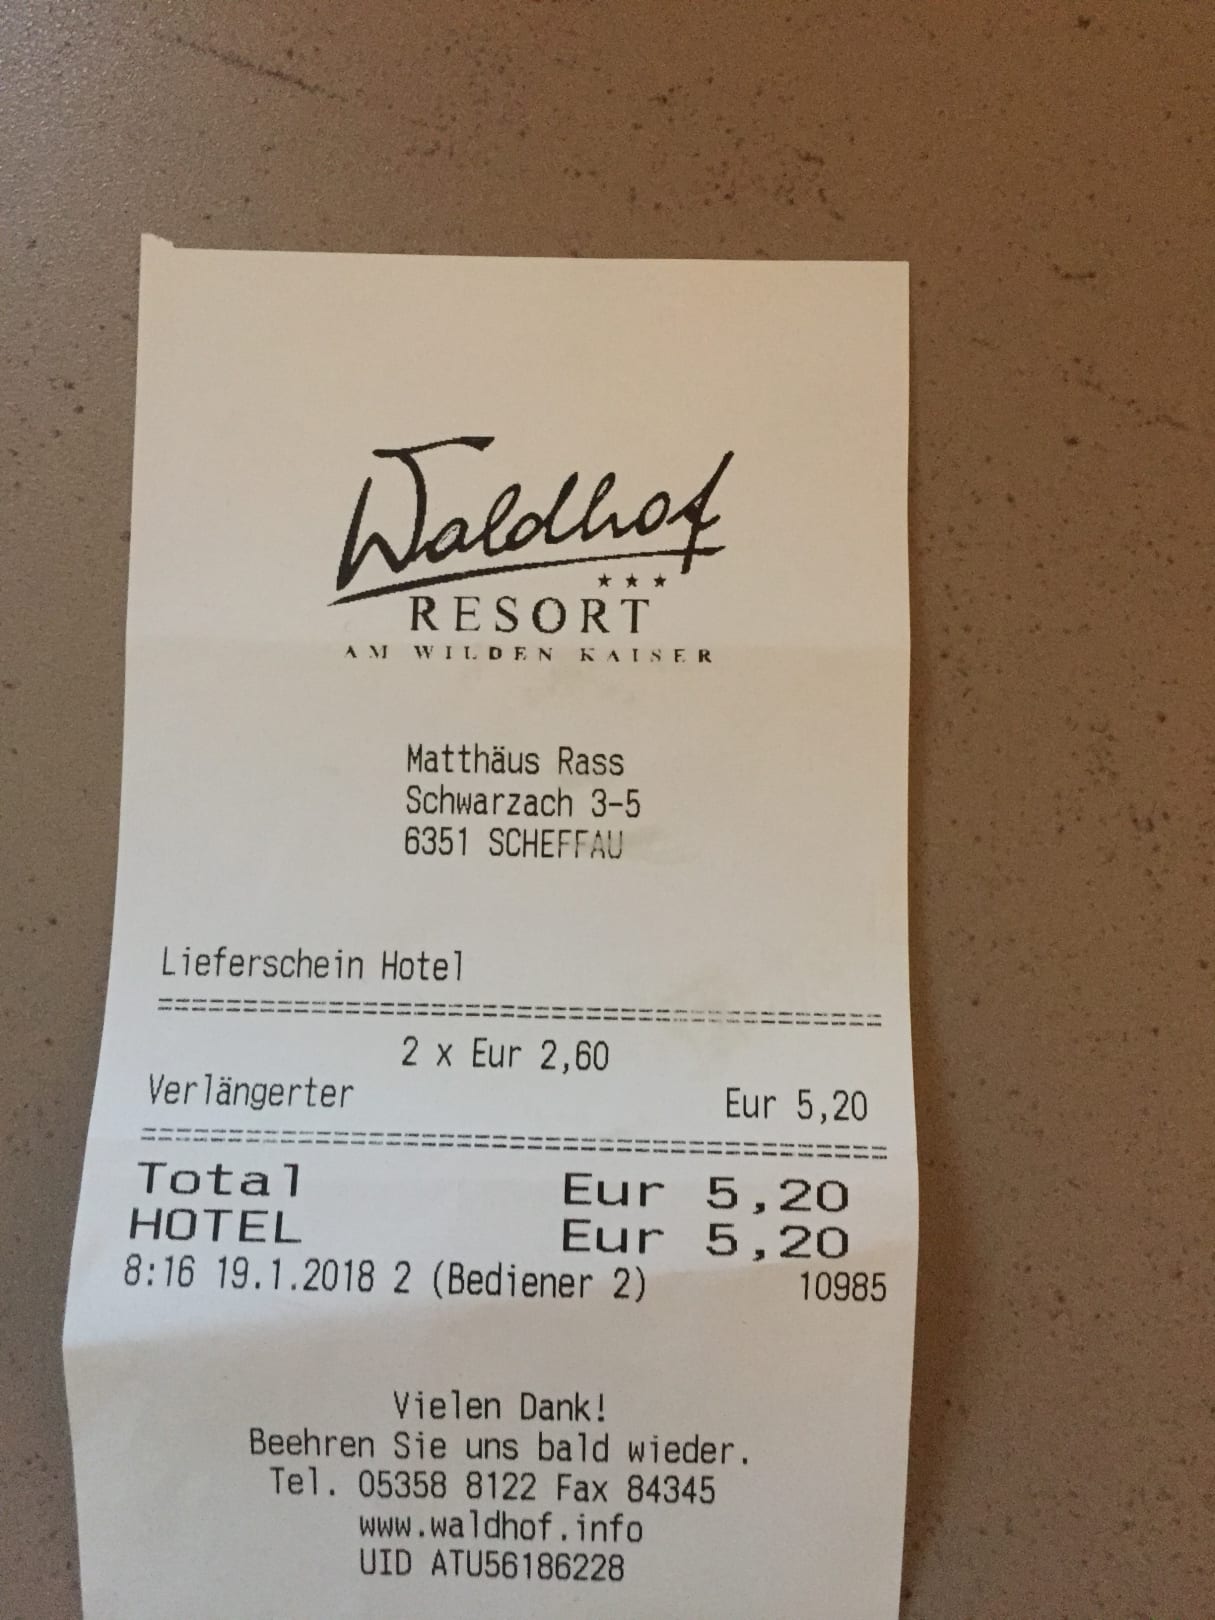 Waldhof
★ ★ ★
RESORT
AM WILDEN KAISER
Matthäus Rass
Schwarzach 3-5
6351 SCHEFFAU
Lieferschein Hotel
2 x Eur 2,60
Verlängerter Eur 5,20
Total Eur 5,20
HOTEL Eur 5,20
8:16 19.1.2018 2 (Bediener 2) 10985
Vielen Dank!
Beehren Sie uns bald wieder.
Tel. 05358 8122 Fax 84345
www.waldhof.info
UID ATU56186228